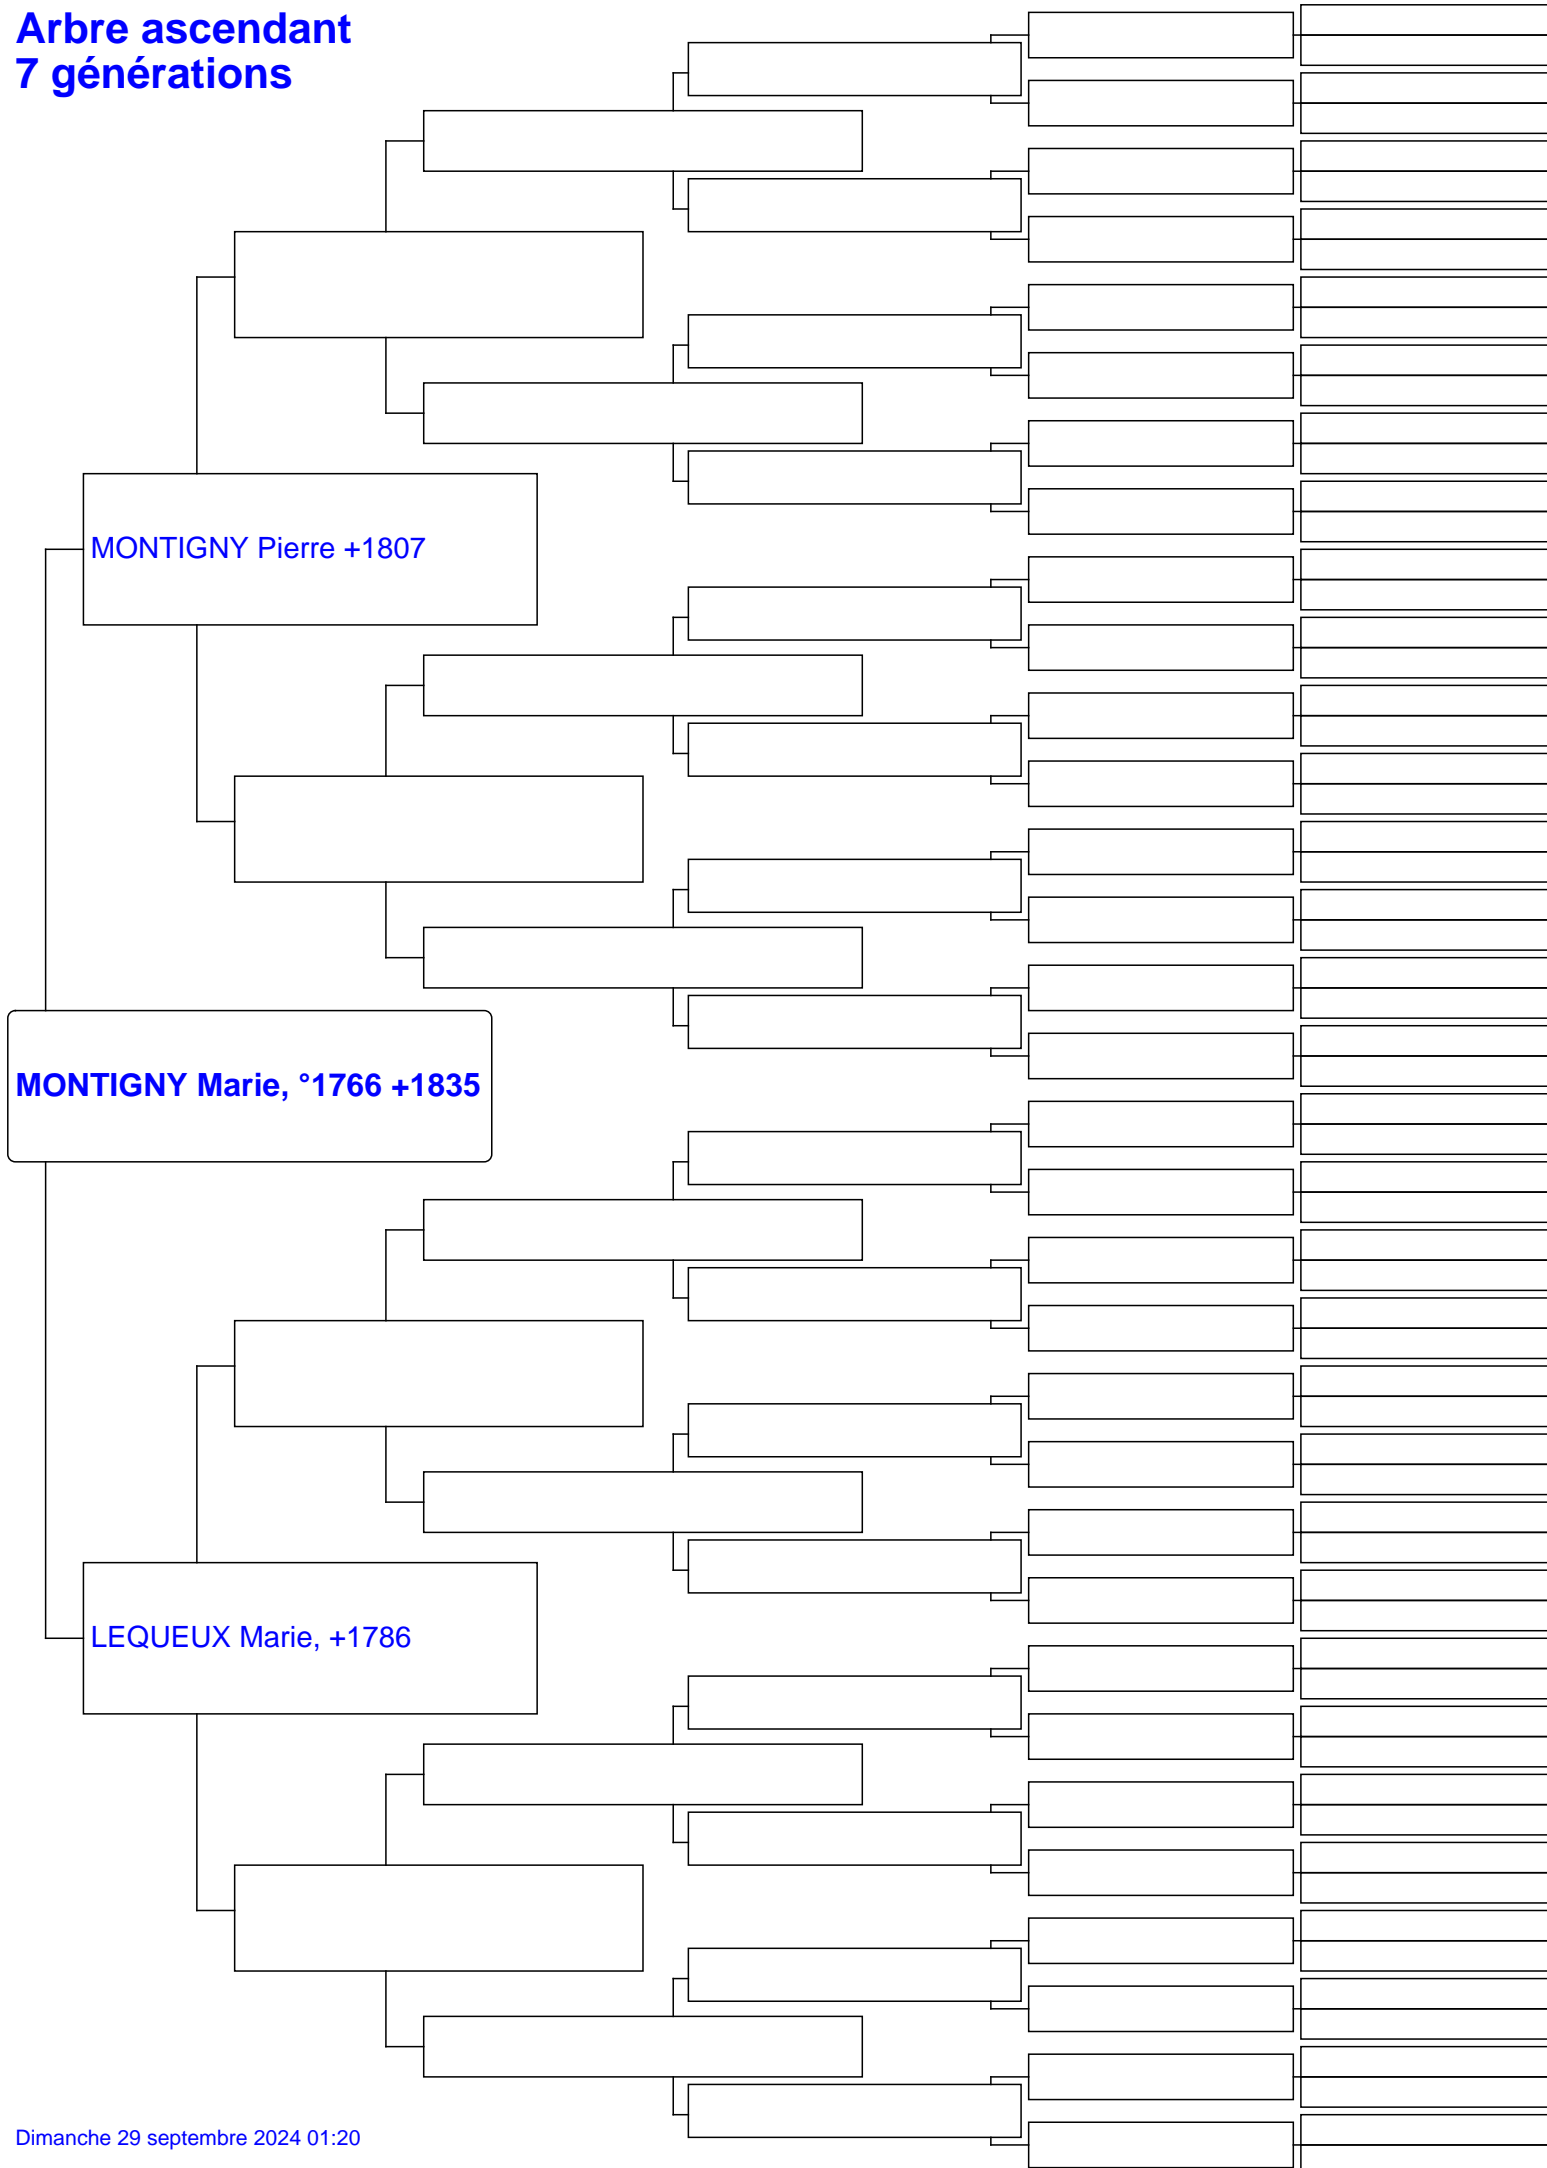 Arbre ascendant
7 générations
MONTIGNY Pierre +1807
MONTIGNY Marie, °1766 +1835
LEQUEUX Marie, +1786
Dimanche 29 septembre 2024 01:20